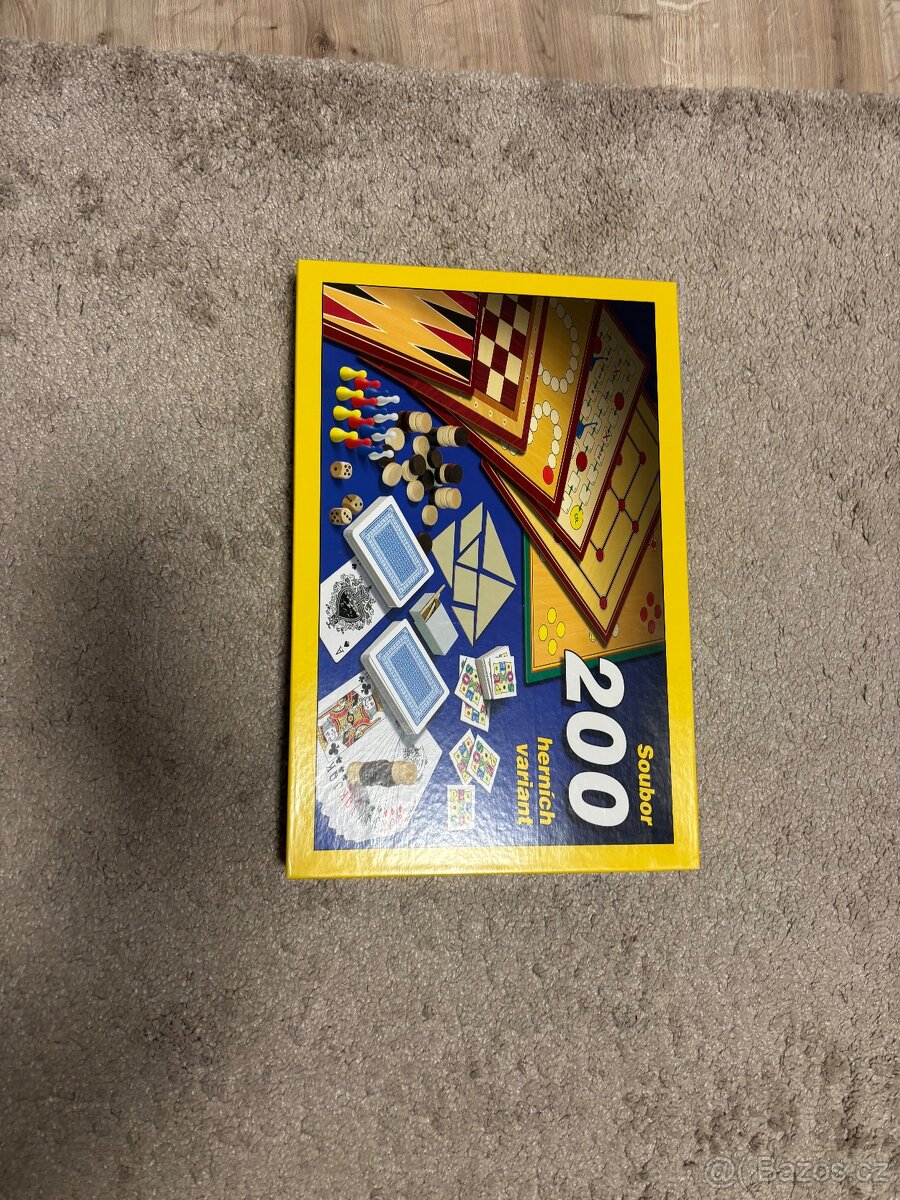 Soubor
200
herních
variant
@ Bazos.cz